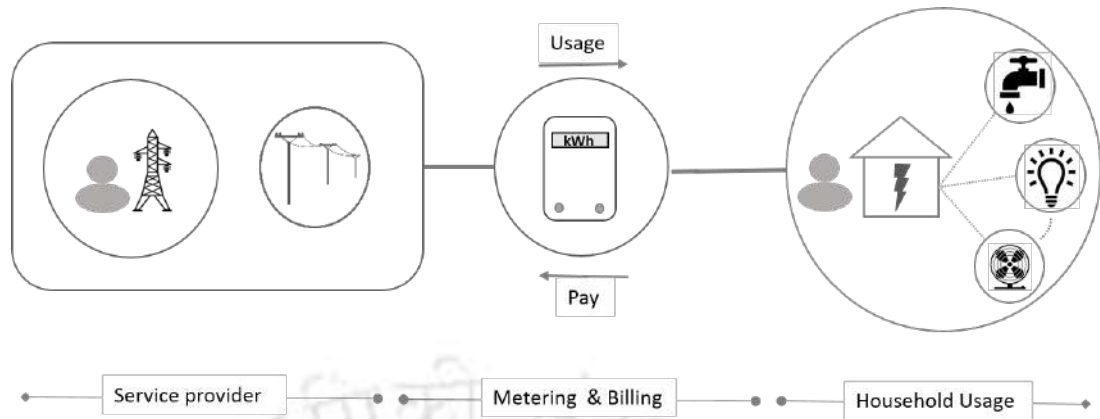 Usage
kWh
Pay
Service provider
Metering & Billing
Household Usage